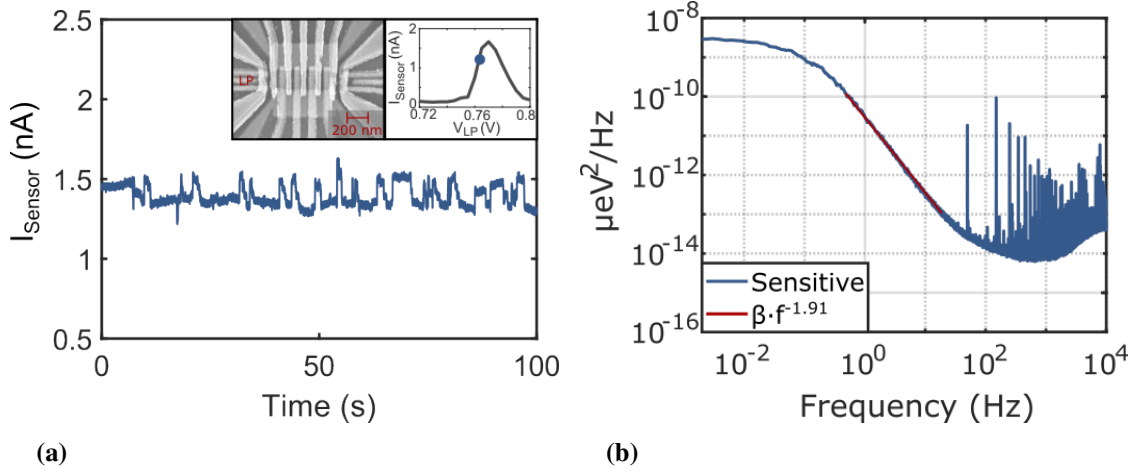 2.5
2
1.5
1
0.5
I_Sensor (nA)
0
50
100
Time (s)
LP
200 nm
2
1
0
I_Sensor (nA)
0.72
0.76
0.8
V_LP (V)
(a)
10^-8
10^-10
10^-12
10^-14
10^-16
μeV^2/Hz
Sensitive
β·f^-1.91
10^-2
10^0
10^2
10^4
Frequency (Hz)
(b)